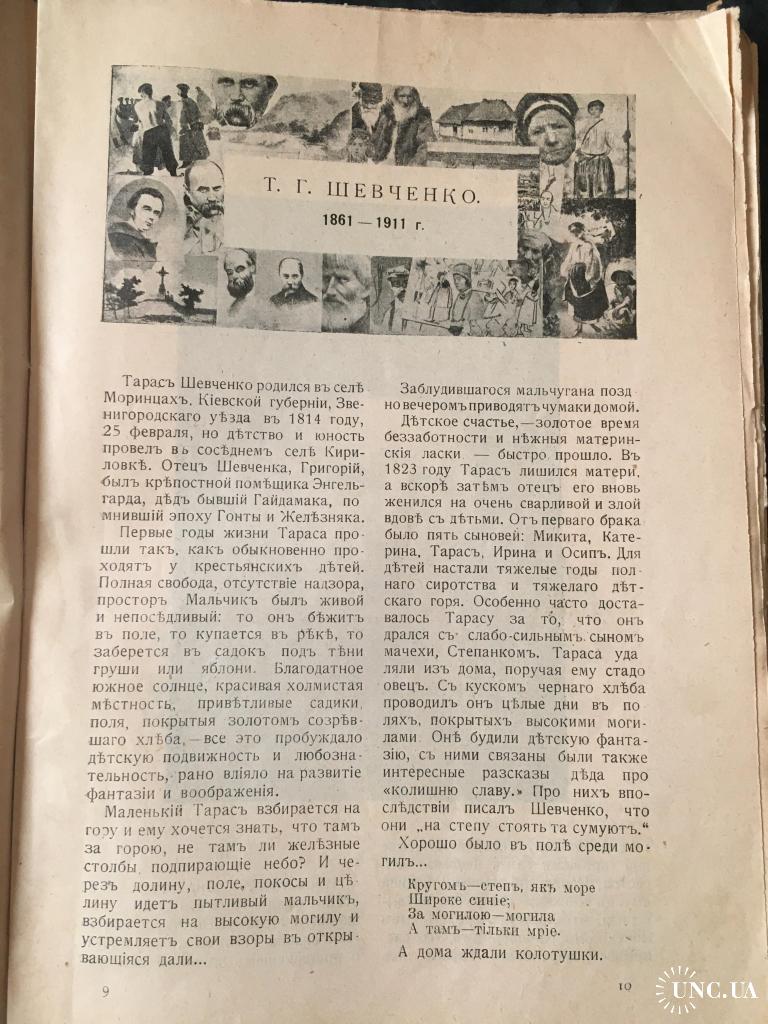 Т. Г. ШЕВЧЕНКО.
1861 — 1911 г.
Тарасъ Шевченко родился въ селѣ
Моринцахъ, Кіевской губерніи, Зве-
нигородскаго уѣзда въ 1814 году,
25 февраля, но дѣтство и юность
провелъ въ сосѣднемъ селѣ Кири-
ловкѣ. Отецъ Шевченка, Григорій,
былъ крѣпостной помѣщика Энгель-
гарда, дѣдъ бывшій Гайдамака, по
мнившій эпоху Гонты и Желѣзняка.
Первые годы жизни Тараса про
шли такъ, какъ обыкновенно про-
ходятъ у крестьянскихъ дѣтей.
Полная свобода, отсутствіе надзора,
просторъ Мальчикъ былъ живой
и непосѣдливый: то онъ бѣжитъ
въ поле, то купается въ рѣкѣ, то
заберется въ садокъ подъ тѣни
груши или яблони. Благодатное
южное солнце, красивая холмистая
мѣстность, привѣтливые садики,
поля, покрытыя золотомъ созрѣв-
шаго хлѣба,—все это пробуждало
дѣтскую подвижность и любозна-
тельность, рано вліяло на развитіе
фантазіи и воображенія.
Маленькій Тарасъ взбирается на
гору и ему хочется знать, что тамъ
за горою, не тамъ ли желѣзные
столбы, подпирающіе небо? И че-
резъ долину, поле, покосы и цѣ-
лину идетъ пытливый мальчикъ,
взбирается на высокую могилу и
устремляетъ свои взоры въ откры-
вающіяся дали...
9
Заблудившагося мальчугана позд
но вечеромъ приводятъ чумаки домой.
Дѣтское счастье,—золотое время
беззаботности и нѣжныя материн-
скія ласки — быстро прошло. Въ
1823 году Тарасъ лишился матери,
а вскорѣ затѣмъ отецъ его вновь
женился на очень сварливой и злой
вдовѣ съ дѣтьми. Отъ перваго брака
было пять сыновей: Микита, Кате-
рина, Тарасъ, Ирина и Осипъ. Для
дѣтей настали тяжелые годы пол-
наго сиротства и тяжелаго дѣт-
скаго горя. Особенно часто доста-
валось Тарасу за то, что онъ
дрался съ слабо-сильнымъ сыномъ
мачехи, Степанкомъ. Тараса уда
ляли изъ дома, поручая ему стадо
овецъ. Съ кускомъ чернаго хлѣба
проводилъ онъ цѣлые дни въ по
ляхъ, покрытыхъ высокими моги-
лами Онѣ будили дѣтскую фанта-
зію, съ ними связаны были также
интересные разсказы дѣда про
«колишню славу.» Про нихъ впо-
слѣдствіи писалъ Шевченко, что
они „на степу стоять та сумуютъ.“
Хорошо было въ полѣ среди мо-
гилъ...
Кругомъ—степъ, якъ море
Широке синіе;
За могилою—могила
А тамъ—тільки мріе.
А дома ждали колотушки.
10
UNC.UA